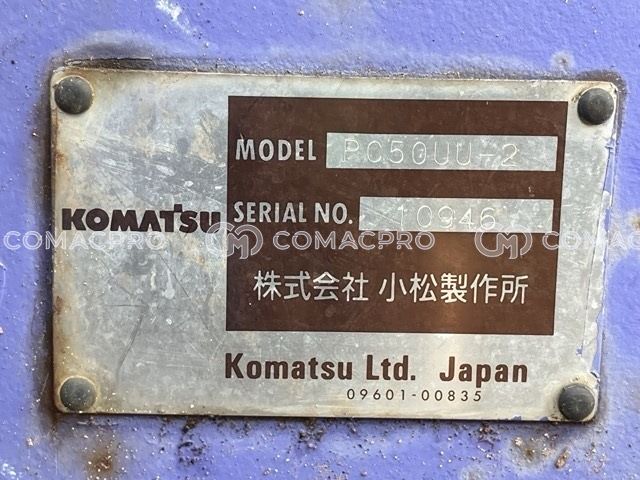 MODEL PC50UU-2
KOMATSU
SERIAL NO. 10946
COMACPRO COMACPRO COMACPRO
株式会社 小松製作所
Komatsu Ltd. Japan
09601-00835